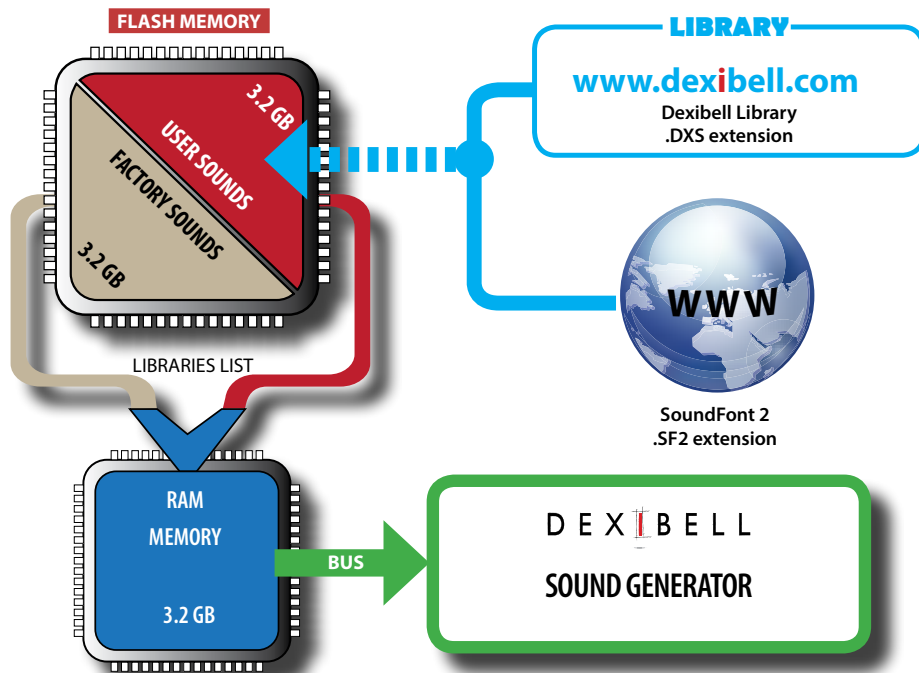 FLASH MEMORY
3.2 GB
USER SOUNDS
FACTORY SOUNDS
3.2 GB
LIBRARY
www.dexibell.com
Dexibell Library
.DXS extension
WWW
SoundFont 2
.SF2 extension
LIBRARIES LIST
RAM
MEMORY
3.2 GB
BUS
DEXIBELL
SOUND GENERATOR